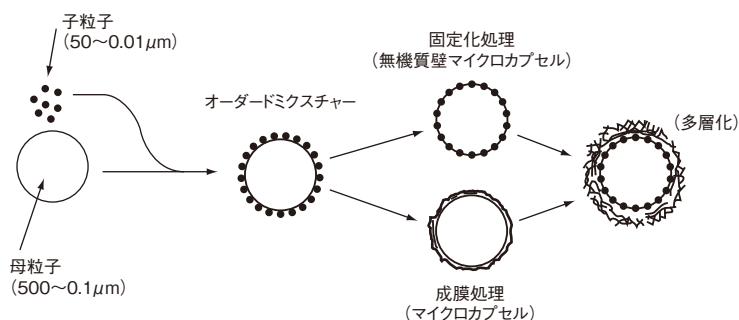 子粒子
(50～0.01μm)
オーダードミクスチャー
固定化処理
(無機質壁マイクロカプセル)
(多層化)
母粒子
(500～0.1μm)
成膜処理
(マイクロカプセル)